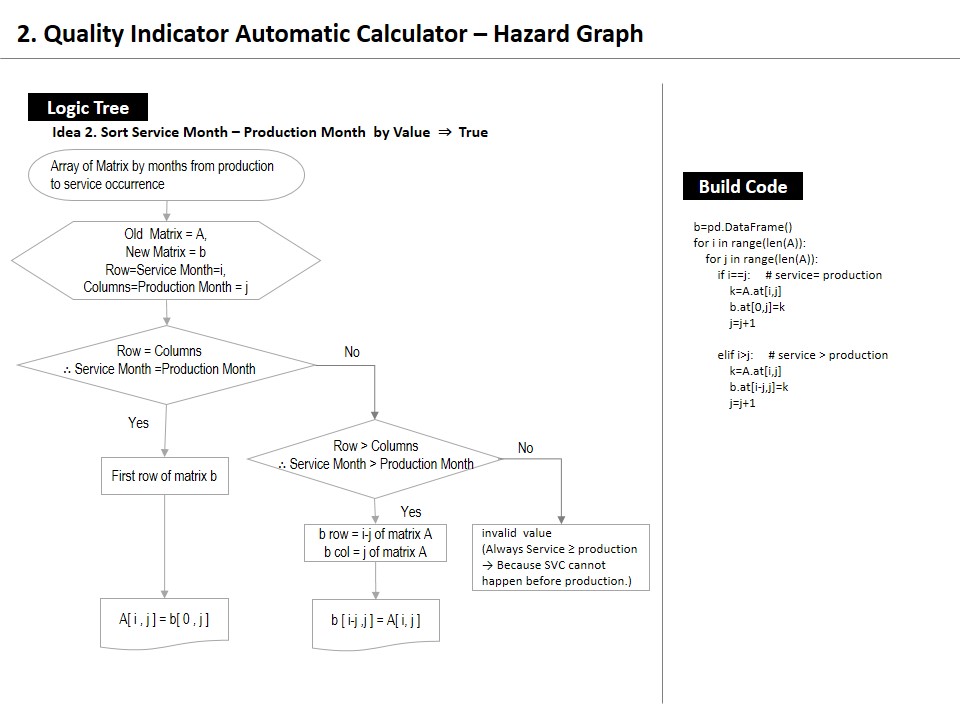 2. Quality Indicator Automatic Calculator – Hazard Graph
Logic Tree
Idea 2. Sort Service Month – Production Month by Value ⇒ True
Array of Matrix by months from production
to service occurrence
Old Matrix = A,
New Matrix = b
Row=Service Month=i,
Columns=Production Month = j
Row = Columns
∴ Service Month =Production Month
No
Yes
First row of matrix b
A[ i , j ] = b[ 0 , j ]
Row > Columns
∴ Service Month > Production Month
No
Yes
b row = i-j of matrix A
b col = j of matrix A
b [ i-j ,j ] = A[ i, j ]
invalid value
(Always Service ≥ production
→ Because SVC cannot
happen before production.)
Build Code
b=pd.DataFrame()
for i in range(len(A)):
for j in range(len(A)):
if i==j: # service= production
k=A.at[i,j]
b.at[0,j]=k
j=j+1
elif i>j: # service > production
k=A.at[i,j]
b.at[i-j,j]=k
j=j+1